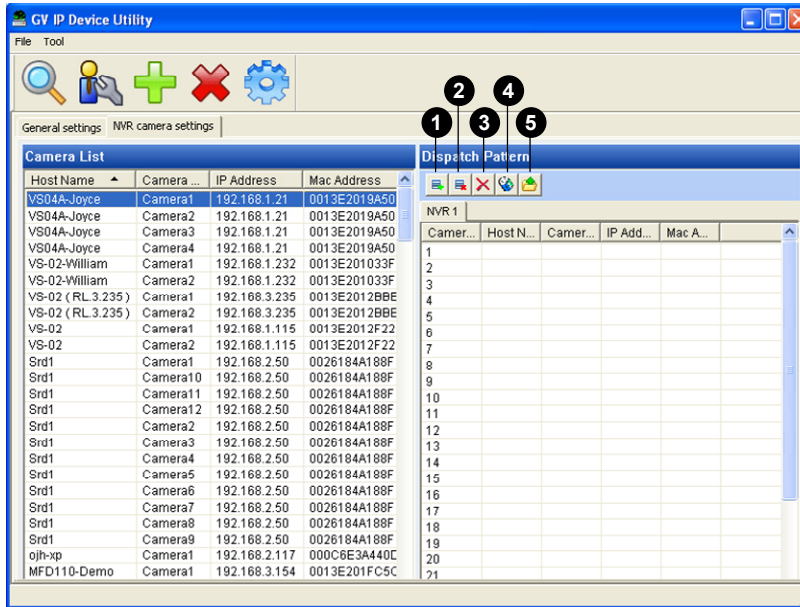 GV IP Device Utility
File Tool
1 2 3 4 5
General settings NVR camera settings
Camera List
Host Name Camera ... IP Address Mac Address
VS04A-Joyce Camera1 192.168.1.21 0013E2019A50
VS04A-Joyce Camera2 192.168.1.21 0013E2019A50
VS04A-Joyce Camera3 192.168.1.21 0013E2019A50
VS04A-Joyce Camera4 192.168.1.21 0013E2019A50
VS-02-William Camera1 192.168.1.232 0013E201033F
VS-02-William Camera2 192.168.1.232 0013E201033F
VS-02 ( RL.3.235) Camera1 192.168.3.235 0013E2012BBE
VS-02 ( RL.3.235) Camera2 192.168.3.235 0013E2012BBE
VS-02 Camera1 192.168.1.115 0013E2012F22
VS-02 Camera2 192.168.1.115 0013E2012F22
Srd1 Camera1 192.168.2.50 0026184A188F
Srd1 Camera10 192.168.2.50 0026184A188F
Srd1 Camera11 192.168.2.50 0026184A188F
Srd1 Camera12 192.168.2.50 0026184A188F
Srd1 Camera2 192.168.2.50 0026184A188F
Srd1 Camera3 192.168.2.50 0026184A188F
Srd1 Camera4 192.168.2.50 0026184A188F
Srd1 Camera5 192.168.2.50 0026184A188F
Srd1 Camera6 192.168.2.50 0026184A188F
Srd1 Camera7 192.168.2.50 0026184A188F
Srd1 Camera8 192.168.2.50 0026184A188F
Srd1 Camera9 192.168.2.50 0026184A188F
ojh-xp Camera1 192.168.2.117 000C6E3A440D
MFD110-Demo Camera1 192.168.3.154 0013E201FC5C
Dispatch Pattern
NVR 1
Camer... Host N... Camer... IP Add... Mac A...
1
2
3
4
5
6
7
8
9
10
11
12
13
14
15
16
17
18
19
20
21